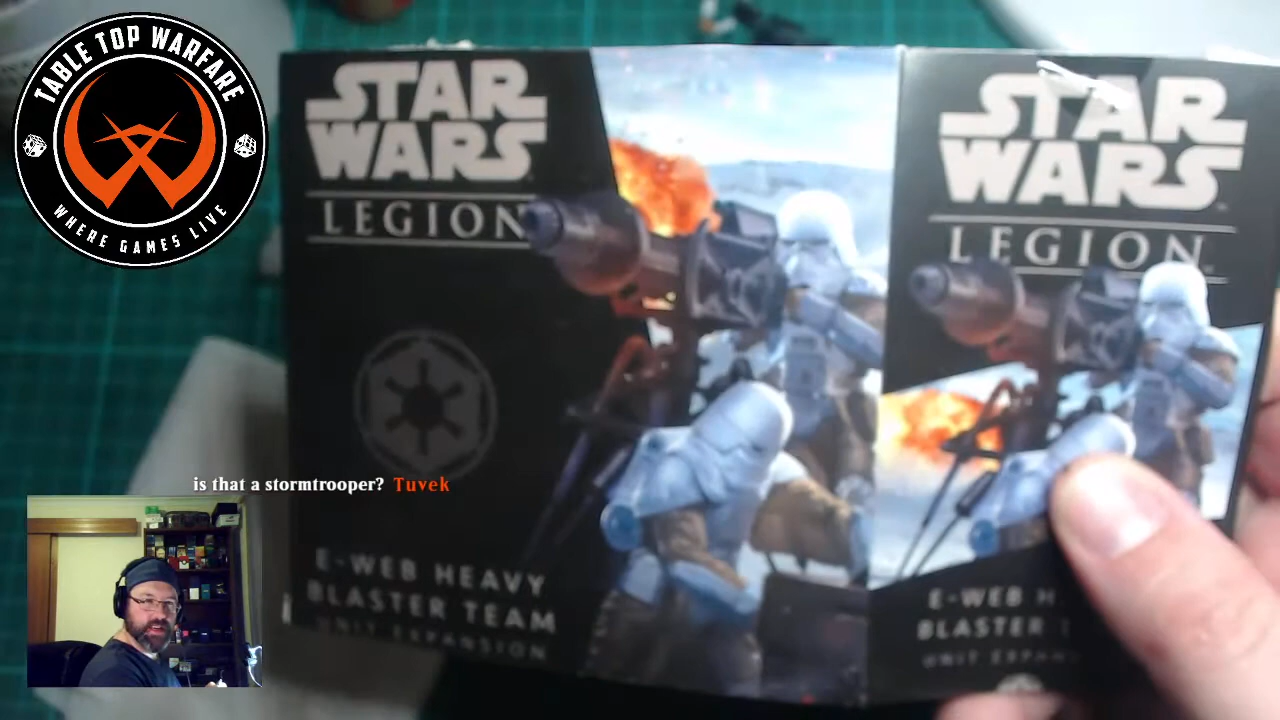 TABLE TOP WARFARE
WHERE GAMES LIVE
STAR
WARS
LEGION
E-WEB HEAVY
BLASTER TEAM
UNIT EXPANSION
STAR
WARS
LEGION
E-WEB H
BLASTER T
UNIT EXPAN
is that a stormtrooper? Tuvek